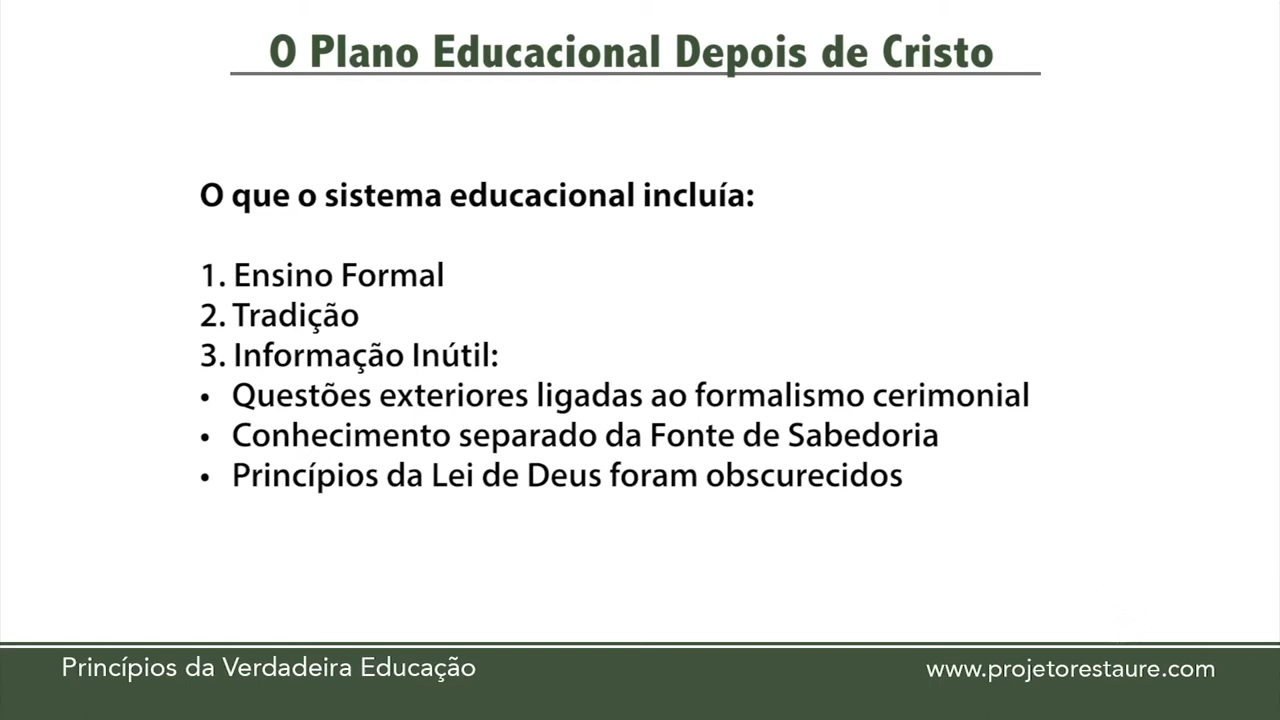 O Plano Educacional Depois de Cristo
O que o sistema educacional incluía:
1. Ensino Formal
2. Tradição
3. Informação Inútil:
• Questões exteriores ligadas ao formalismo cerimonial
• Conhecimento separado da Fonte de Sabedoria
• Princípios da Lei de Deus foram obscurecidos
Princípios da Verdadeira Educação
www.projetorestaure.com